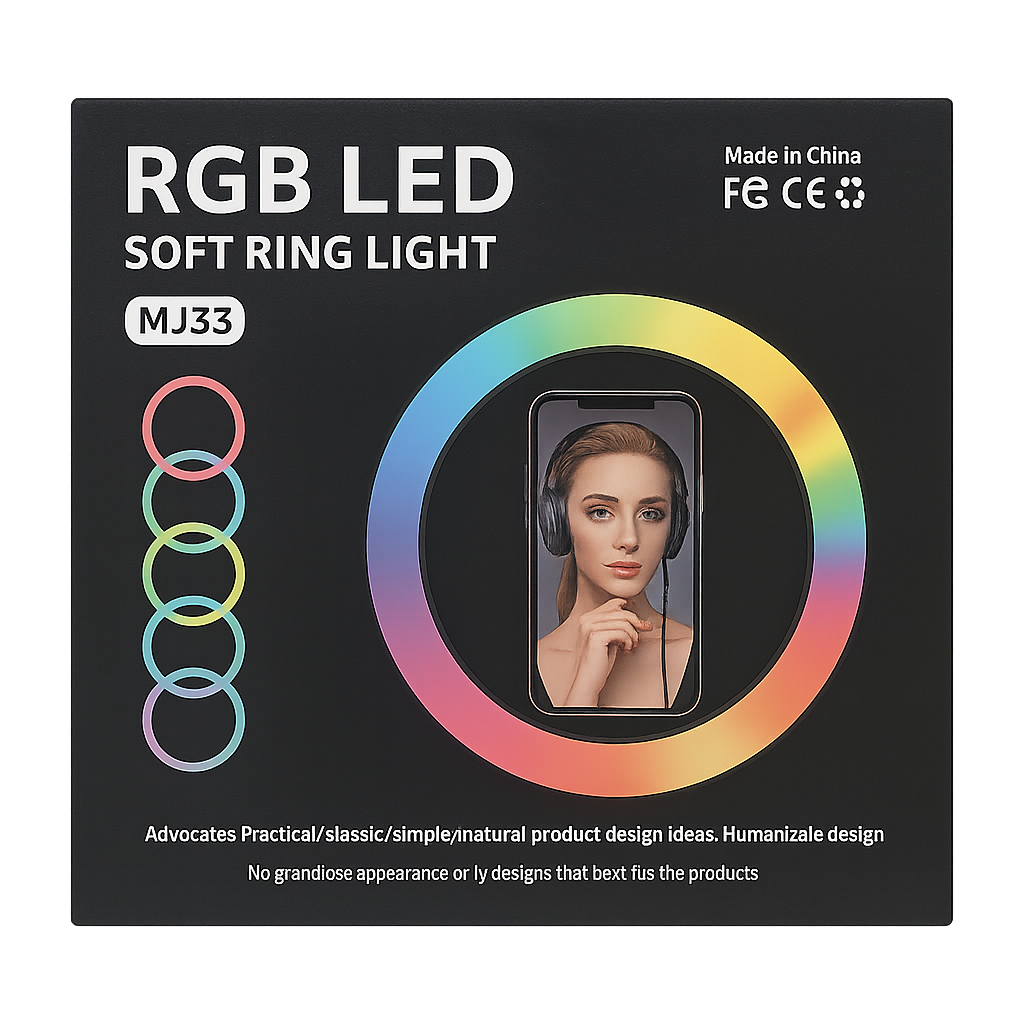 RGB LED
SOFT RING LIGHT
MJ33
Made in China
FC CE
Advocates Practical/slassic/simple/natural product design ideas. Humanizale design
No grandiose appearance or ly designs that bext fus the products